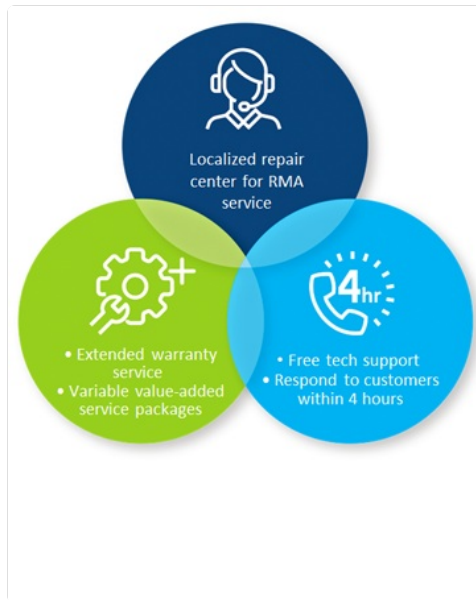 Localized repair
center for RMA
service
• Extended warranty
service
• Variable value-added
service packages
4hr
• Free tech support
• Respond to customers
within 4 hours